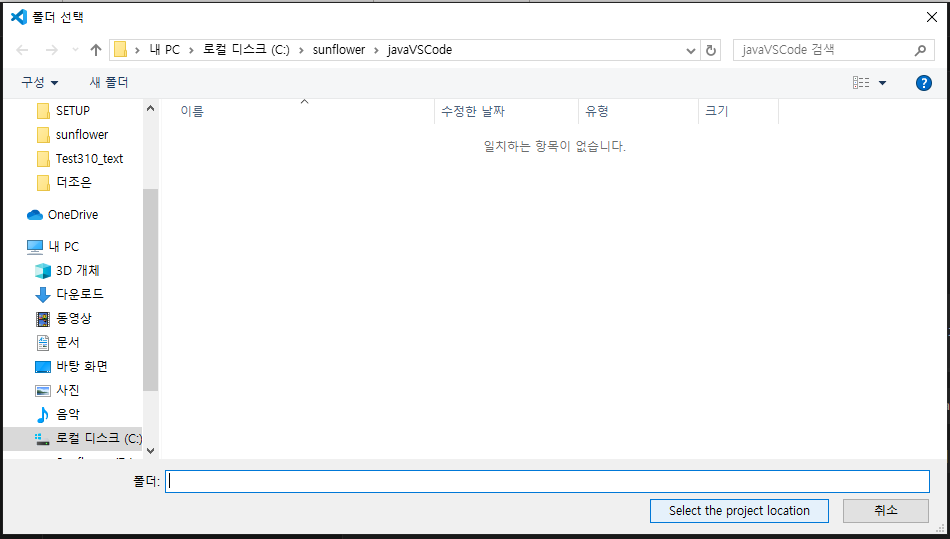 폴더 선택
내 PC > 로컬 디스크 (C:) > sunflower > javaVSCode
javaVSCode 검색
구성
새 폴더
?
이름 수정한 날짜 유형 크기
일치하는 항목이 없습니다.
SETUP
sunflower
Test310_text
더조은
OneDrive
내 PC
3D 개체
다운로드
동영상
문서
바탕 화면
사진
음악
로컬 디스크 (C:)
폴더:
Select the project location
취소